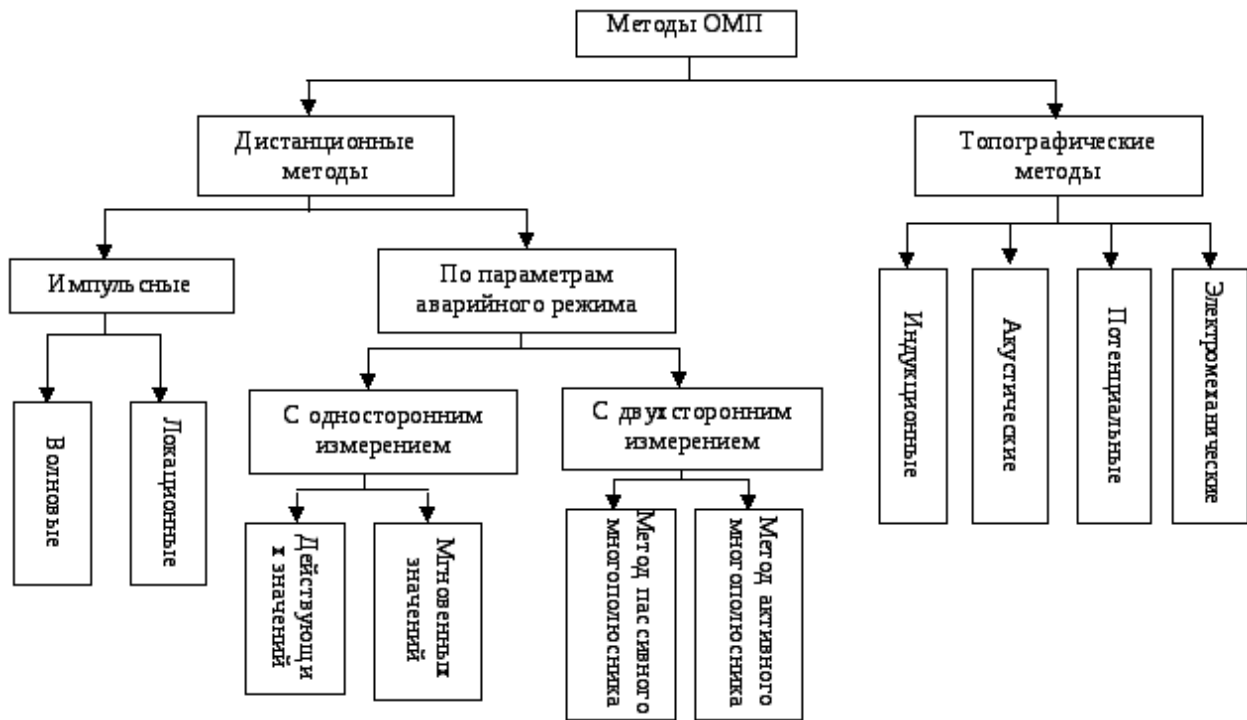 Методы ОМП
Дистанционные
методы
Топографические
методы
Импульсные
По параметрам
аварийного режима
Индукционные
Акустические
Потенциальные
Электромеханические
Волновые
Локационные
С односторонним
измерением
С двухсторонним
измерением
Действующи
х значений
Мгновенных
значений
Метод пассивного
многополюсника
Метод активного
многополюсника